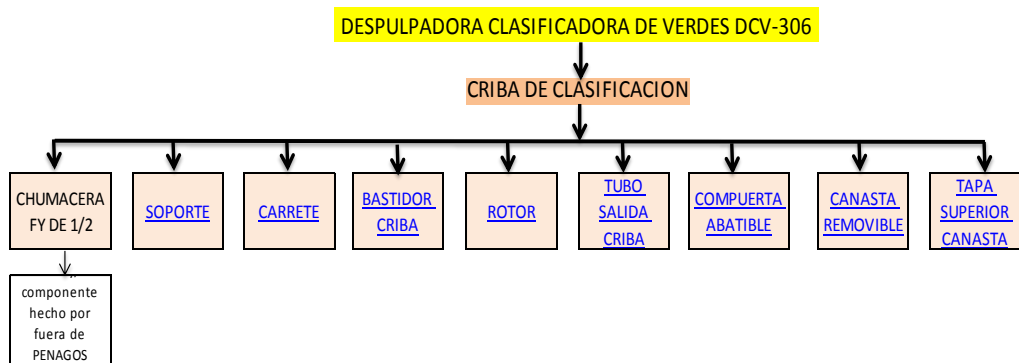 DESPULPADORA CLASIFICADORA DE VERDES DCV-306
CRIBA DE CLASIFICACION
CHUMACERA
FY DE 1/2
SOPORTE
CARRETE
BASTIDOR
CRIBA
ROTOR
TUBO
SALIDA
CRIBA
COMPUERTA
ABATIBLE
CANASTA
REMOVIBLE
TAPA
SUPERIOR
CANASTA
componente
hecho por
fuera de
PENAGOS